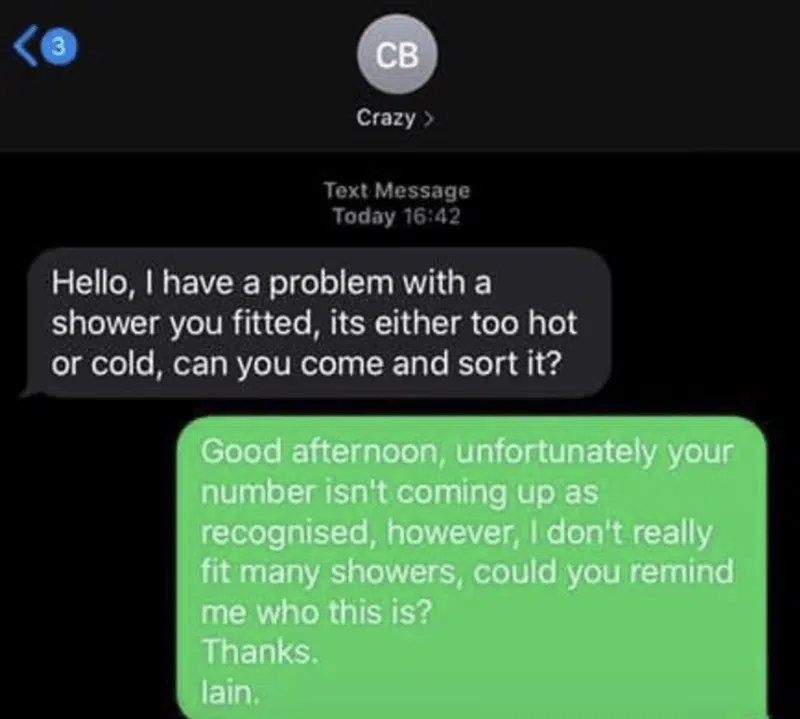 3
CB
Crazy >
Text Message
Today 16:42
Hello, I have a problem with a
shower you fitted, its either too hot
or cold, can you come and sort it?
Good afternoon, unfortunately your
number isn't coming up as
recognised, however, I don't really
fit many showers, could you remind
me who this is?
Thanks.
Iain.